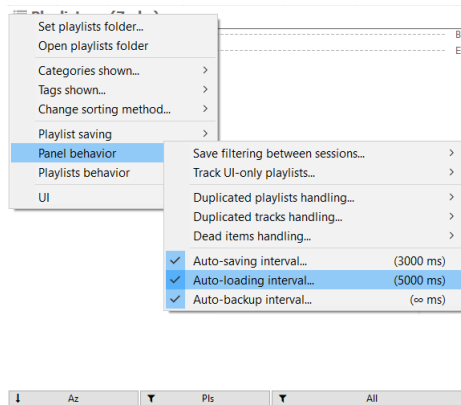 Set playlists folder...
Open playlists folder
Categories shown...
Tags shown...
Change sorting method...
Playlist saving
Panel behavior
Playlists behavior
UI
Save filtering between sessions...
Track UI-only playlists...
Duplicated playlists handling...
Duplicated tracks handling...
Dead items handling...
Auto-saving interval... (3000 ms)
Auto-loading interval... (5000 ms)
Auto-backup interval... (∞ ms)
B
E
Az Pls All